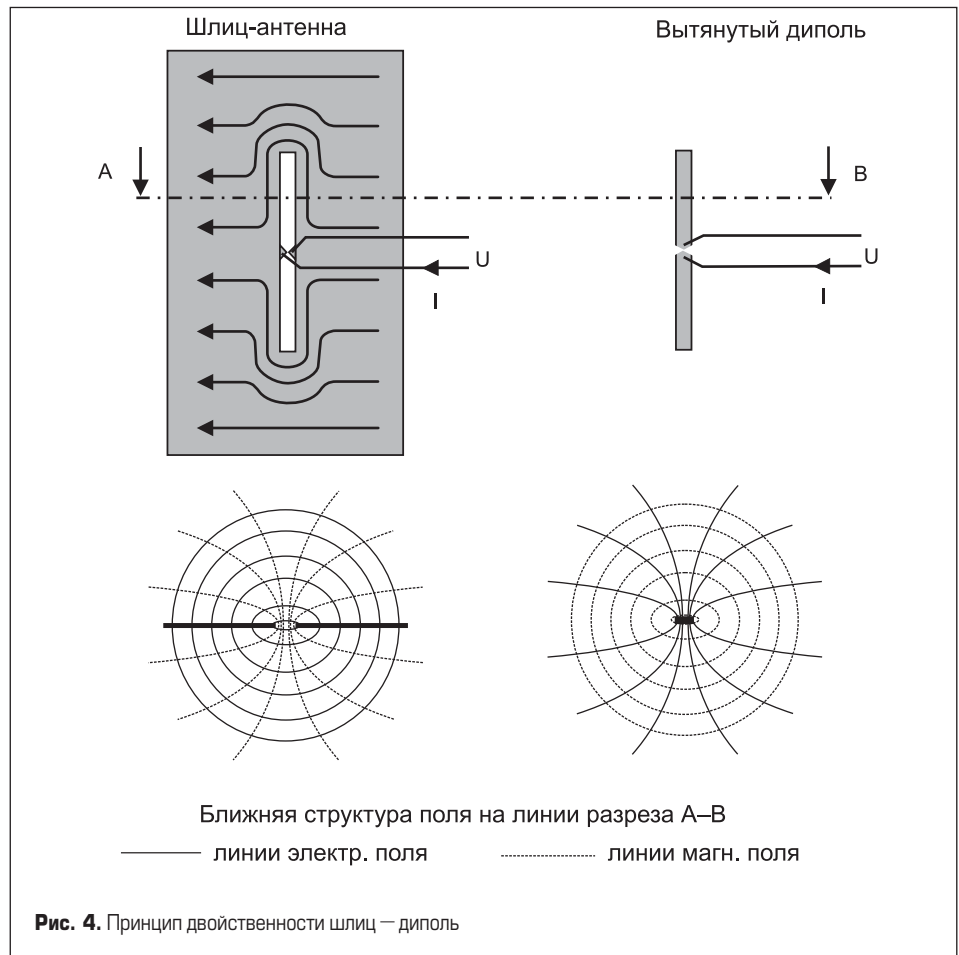 Шлиц-антенна
Вытянутый диполь
A
B
U
I
U
I
Ближняя структура поля на линии разреза A–B
линии электр. поля
линии магн. поля
Рис. 4. Принцип двойственности шлиц — диполь